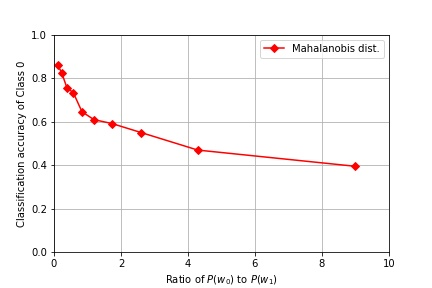 Mahalanobis dist.
Classification accuracy of Class 0
1.0
0.8
0.6
0.4
0.2
0.0
0 2 4 6 8 10
Ratio of P(w₀) to P(w₁)